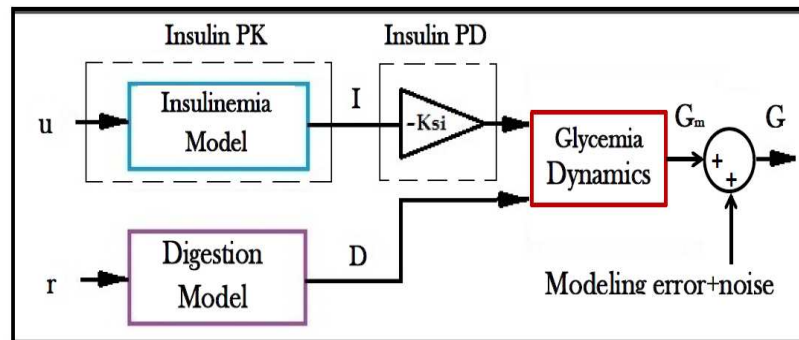 Insulin PK
Insulin PD
u
Insulinemia
Model
I
-Ksi
Glycemia
Dynamics
Gm
+
+
G
r
Digestion
Model
D
Modeling error+noise